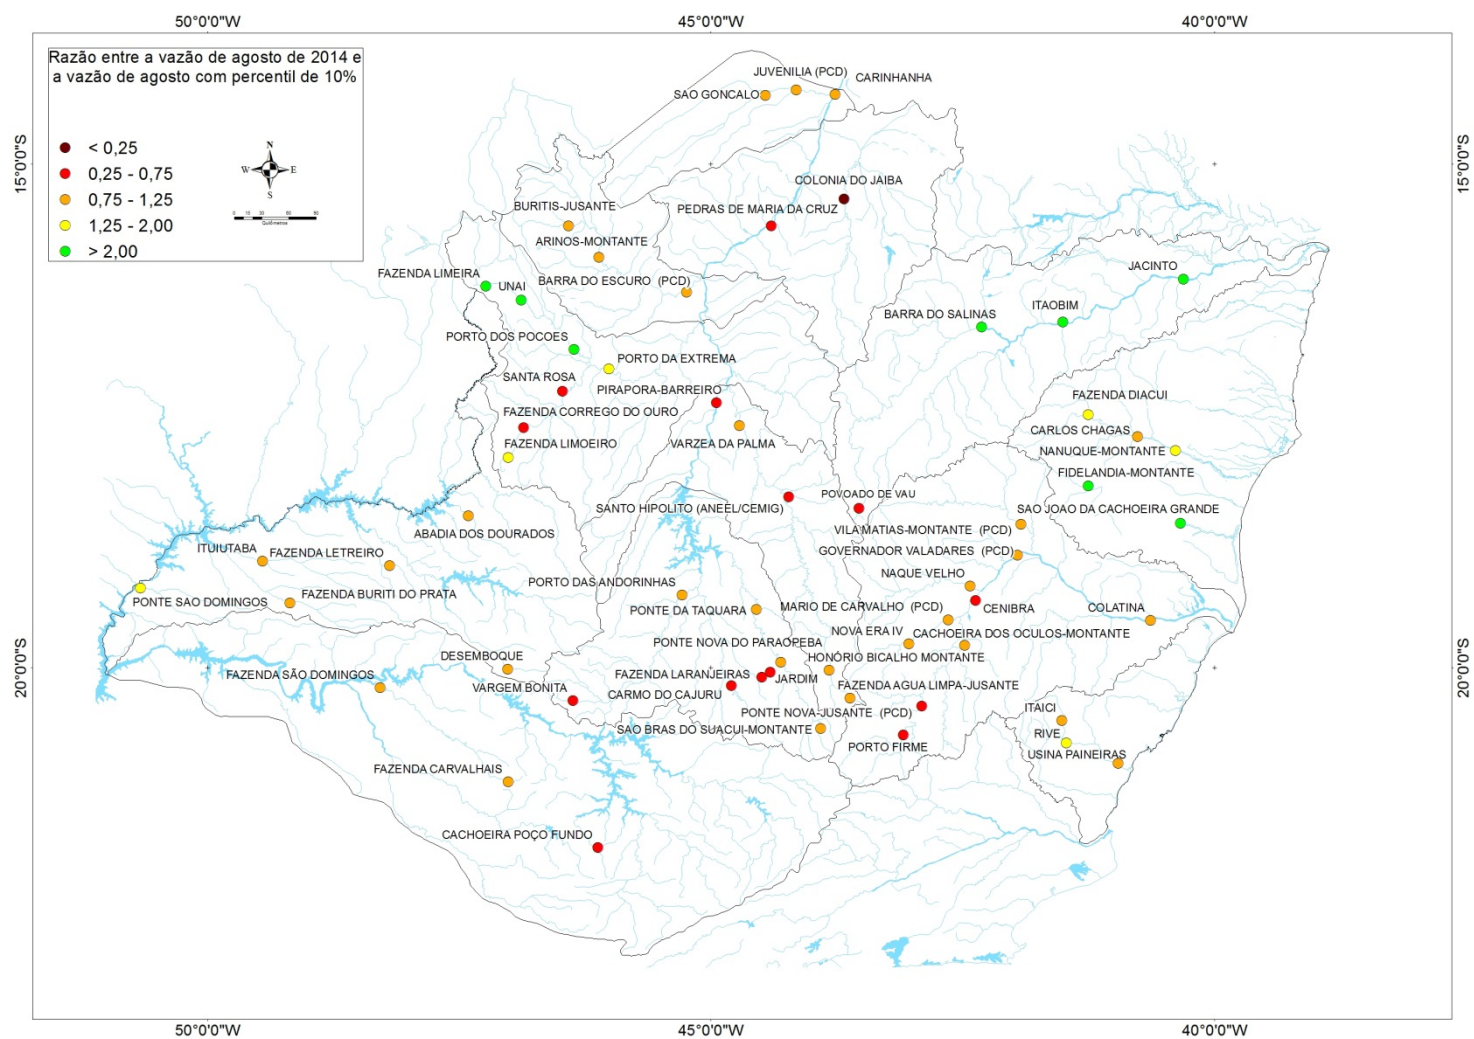 50°0'0"W
45°0'0"W
40°0'0"W
Razão entre a vazão de agosto de 2014 e
a vazão de agosto com percentil de 10%
< 0,25
0,25 - 0,75
0,75 - 1,25
1,25 - 2,00
> 2,00
N
W
E
S
Quilômetros
15°0'0"S
15°0'0"S
JUVENILIA (PCD)
CARINHANHA
SAO GONCALO
COLONIA DO JAIBA
BURITIS-JUSANTE
PEDRAS DE MARIA DA CRUZ
ARINOS-MONTANTE
JACINTO
FAZENDA LIMEIRA
UNAI
BARRA DO ESCURO (PCD)
ITAOBIM
BARRA DO SALINAS
PORTO DOS POCOES
PORTO DA EXTREMA
SANTA ROSA
PIRAPORA-BARREIRO
FAZENDA DIACUI
FAZENDA CORREGO DO OURO
CARLOS CHAGAS
FAZENDA LIMOEIRO
VARZEA DA PALMA
NANUQUE-MONTANTE
FIDELANDIA-MONTANTE
POVOADO DE VAU
SANTO HIPOLITO (ANEEL/CEMIG)
SAO JOAO DA CACHOEIRA GRANDE
ABADIA DOS DOURADOS
VILA MATIAS-MONTANTE (PCD)
ITUIUTABA
FAZENDA LETREIRO
GOVERNADOR VALADARES (PCD)
NAQUE VELHO
PORTO DAS ANDORINHAS
FAZENDA BURITI DO PRATA
PONTE SAO DOMINGOS
PONTE DA TAQUARA
MARIO DE CARVALHO (PCD)
CENIBRA
COLATINA
NOVA ERA IV
CACHOEIRA DOS OCULOS-MONTANTE
PONTE NOVA DO PARAOPEBA
DESEMBOQUE
HONÓRIO BICALHO MONTANTE
20°0'0"S
20°0'0"S
FAZENDA SÃO DOMINGOS
FAZENDA LARANJEIRAS
JARDIM
VARGEM BONITA
CARMO DO CAJURU
FAZENDA AGUA LIMPA-JUSANTE
PONTE NOVA-JUSANTE (PCD)
ITAICI
SAO BRAS DO SUACUI-MONTANTE
RIVE
PORTO FIRME
USINA PAINEIRAS
FAZENDA CARVALHAIS
CACHOEIRA POÇO FUNDO
50°0'0"W
45°0'0"W
40°0'0"W